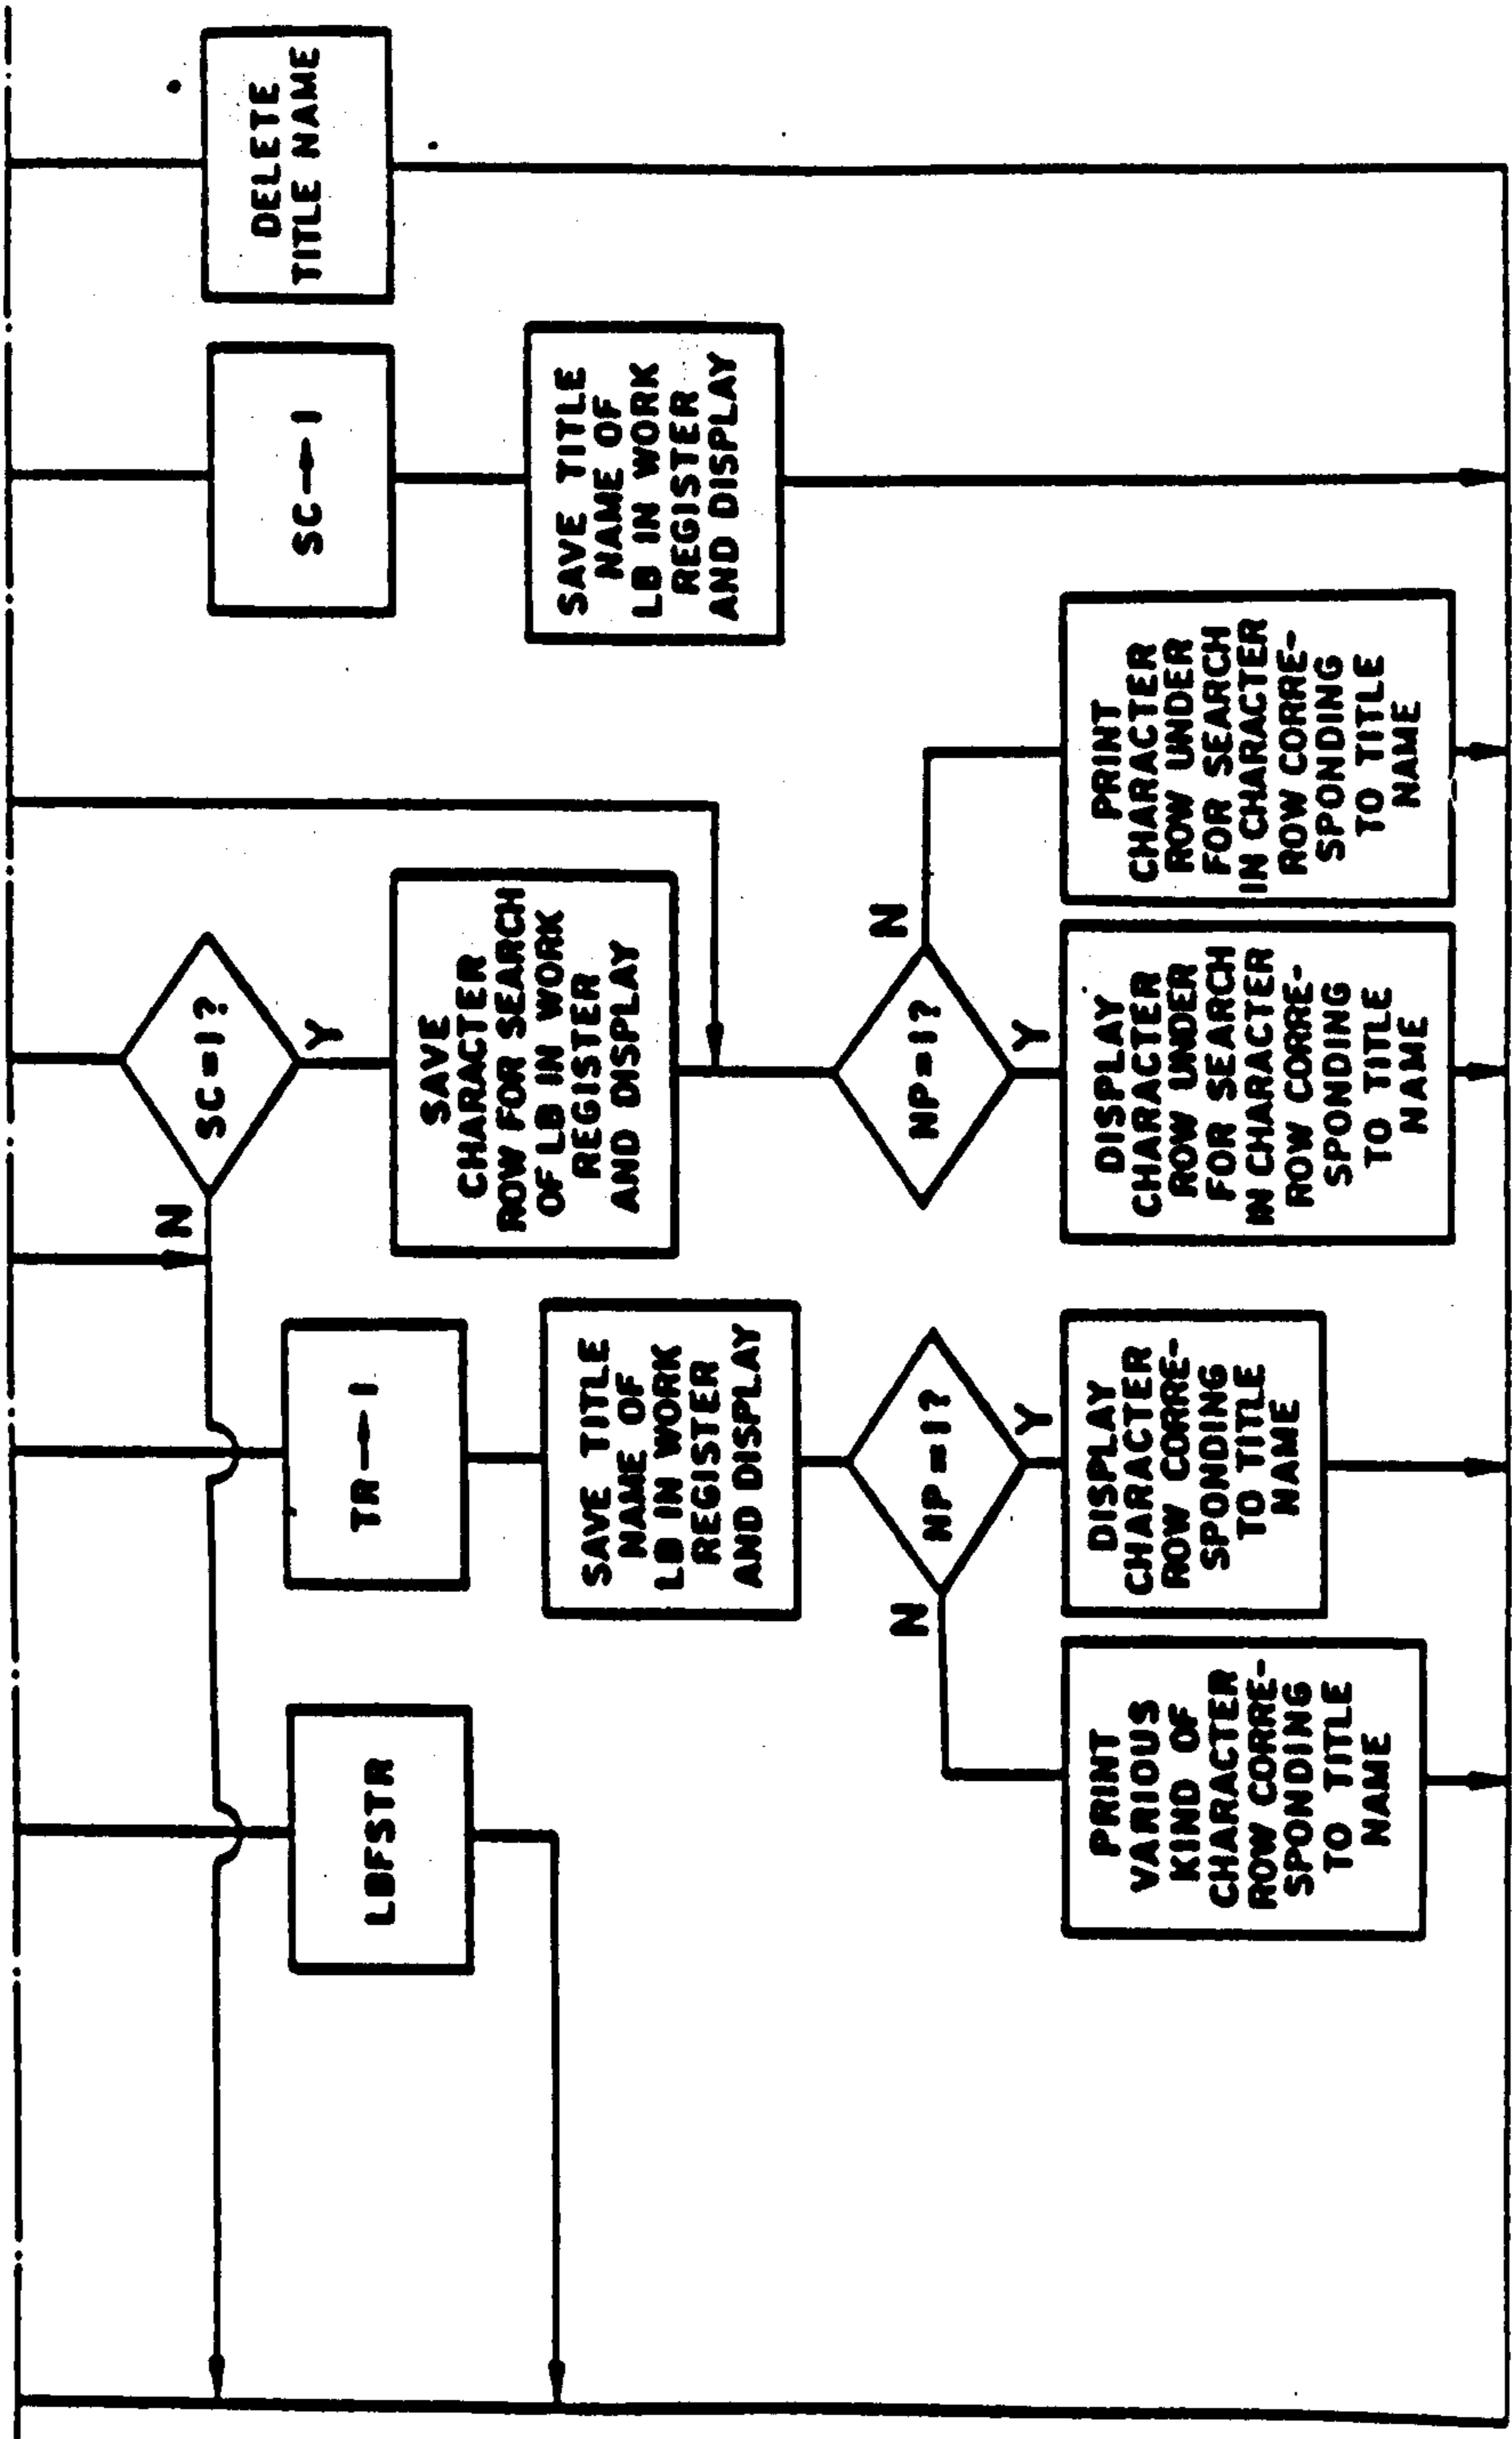 LBFSTR
TR→1
SAVE TITLE
NAME OF
LB IN WORK
REGISTER
AND DISPLAY
NP=1?
N
Y
PRINT
VARIOUS
KIND OF
CHARACTER
ROW CORRE-
SPONDING
TO TITLE
NAME
DISPLAY
CHARACTER
ROW CORRE-
SPONDING
TO TITLE
NAME
N
SC=1?
Y
SAVE
CHARACTER
ROW FOR SEARCH
OF LB IN WORK
REGISTER
AND DISPLAY
NP=1?
N
Y
DISPLAY
CHARACTER
ROW UNDER
FOR SEARCH
IN CHARACTER
ROW CORRE-
SPONDING
TO TITLE
NAME
PRINT
CHARACTER
ROW UNDER
FOR SEARCH
IN CHARACTER
ROW CORRE-
SPONDING
TO TITLE
NAME
SC→1
SAVE TITLE
NAME OF
LB IN WORK
REGISTER
AND DISPLAY
DELETE
TITLE NAME